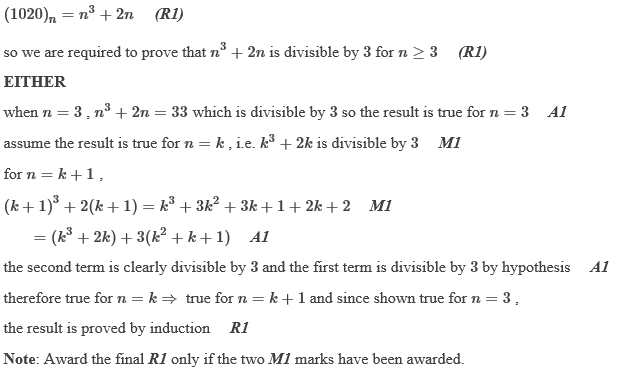 (1020)ₙ = n³ + 2n (R1)
so we are required to prove that n³ + 2n is divisible by 3 for n ≥ 3 (R1)
EITHER
when n = 3 , n³ + 2n = 33 which is divisible by 3 so the result is true for n = 3 A1
assume the result is true for n = k , i.e. k³ + 2k is divisible by 3 M1
for n = k + 1 ,
(k + 1)³ + 2(k + 1) = k³ + 3k² + 3k + 1 + 2k + 2 M1
= (k³ + 2k) + 3(k² + k + 1) A1
the second term is clearly divisible by 3 and the first term is divisible by 3 by hypothesis A1
therefore true for n = k ⇒ true for n = k + 1 and since shown true for n = 3 ,
the result is proved by induction R1
Note: Award the final R1 only if the two M1 marks have been awarded.